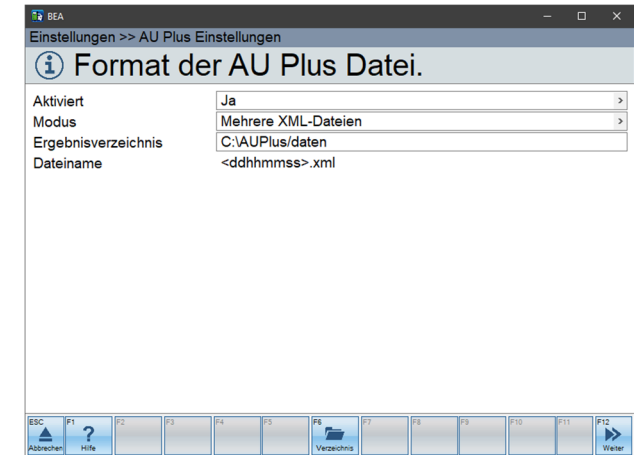 BEA
Einstellungen >> AU Plus Einstellungen
Format der AU Plus Datei.
Aktiviert Ja
Modus Mehrere XML-Dateien
Ergebnisverzeichnis C:\AUPlus/daten
Dateiname <ddhhmmss>.xml
ESC F1 F2 F3 F4 F5 F6 F7 F8 F9 F10 F11 F12
Abbrechen Hilfe Verzeichnis Weiter